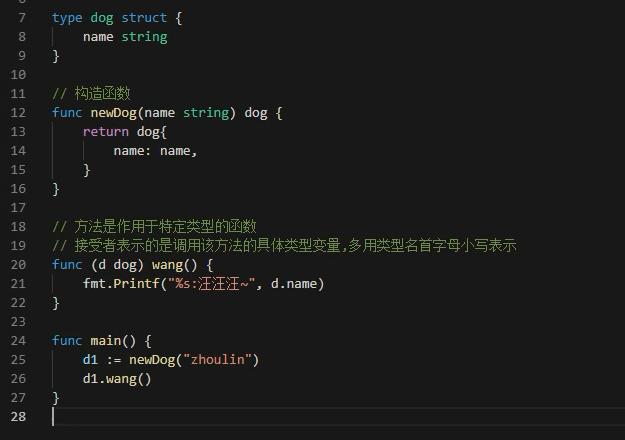 7 type dog struct {
8     name string
9 }
10
11 // 构造函数
12 func newDog(name string) dog {
13     return dog{
14         name: name,
15     }
16 }
17
18 // 方法是作用于特定类型的函数
19 // 接受者表示的是调用该方法的具体类型变量,多用类型名首字母小写表示
20 func (d dog) wang() {
21     fmt.Printf("%s:汪汪汪~", d.name)
22 }
23
24 func main() {
25     d1 := newDog("zhoulin")
26     d1.wang()
27 }
28